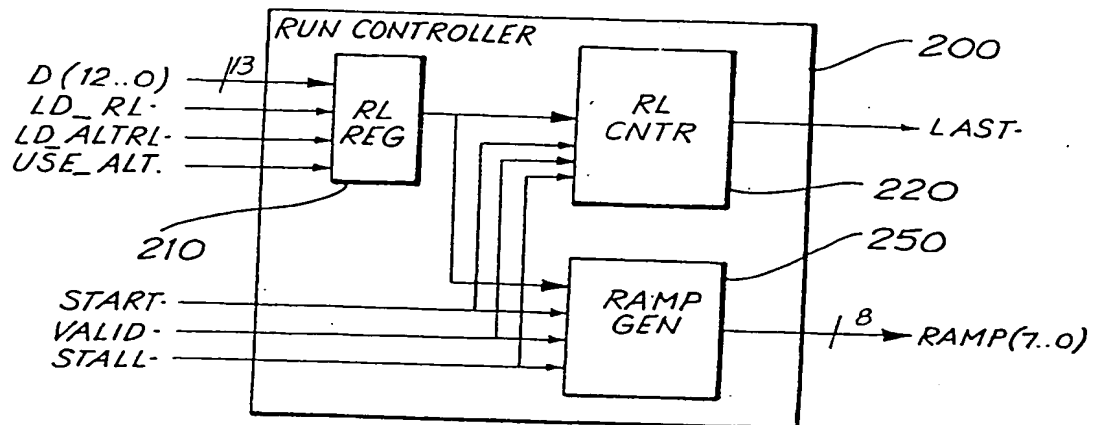 RUN CONTROLLER
200
D(12..0)
13
LD_RL-
LD_ALTRL-
USE_ALT.
RL
REG
RL
CNTR
LAST-
220
210
250
START-
VALID-
STALL-
RAMP
GEN
8
RAMP(7..0)